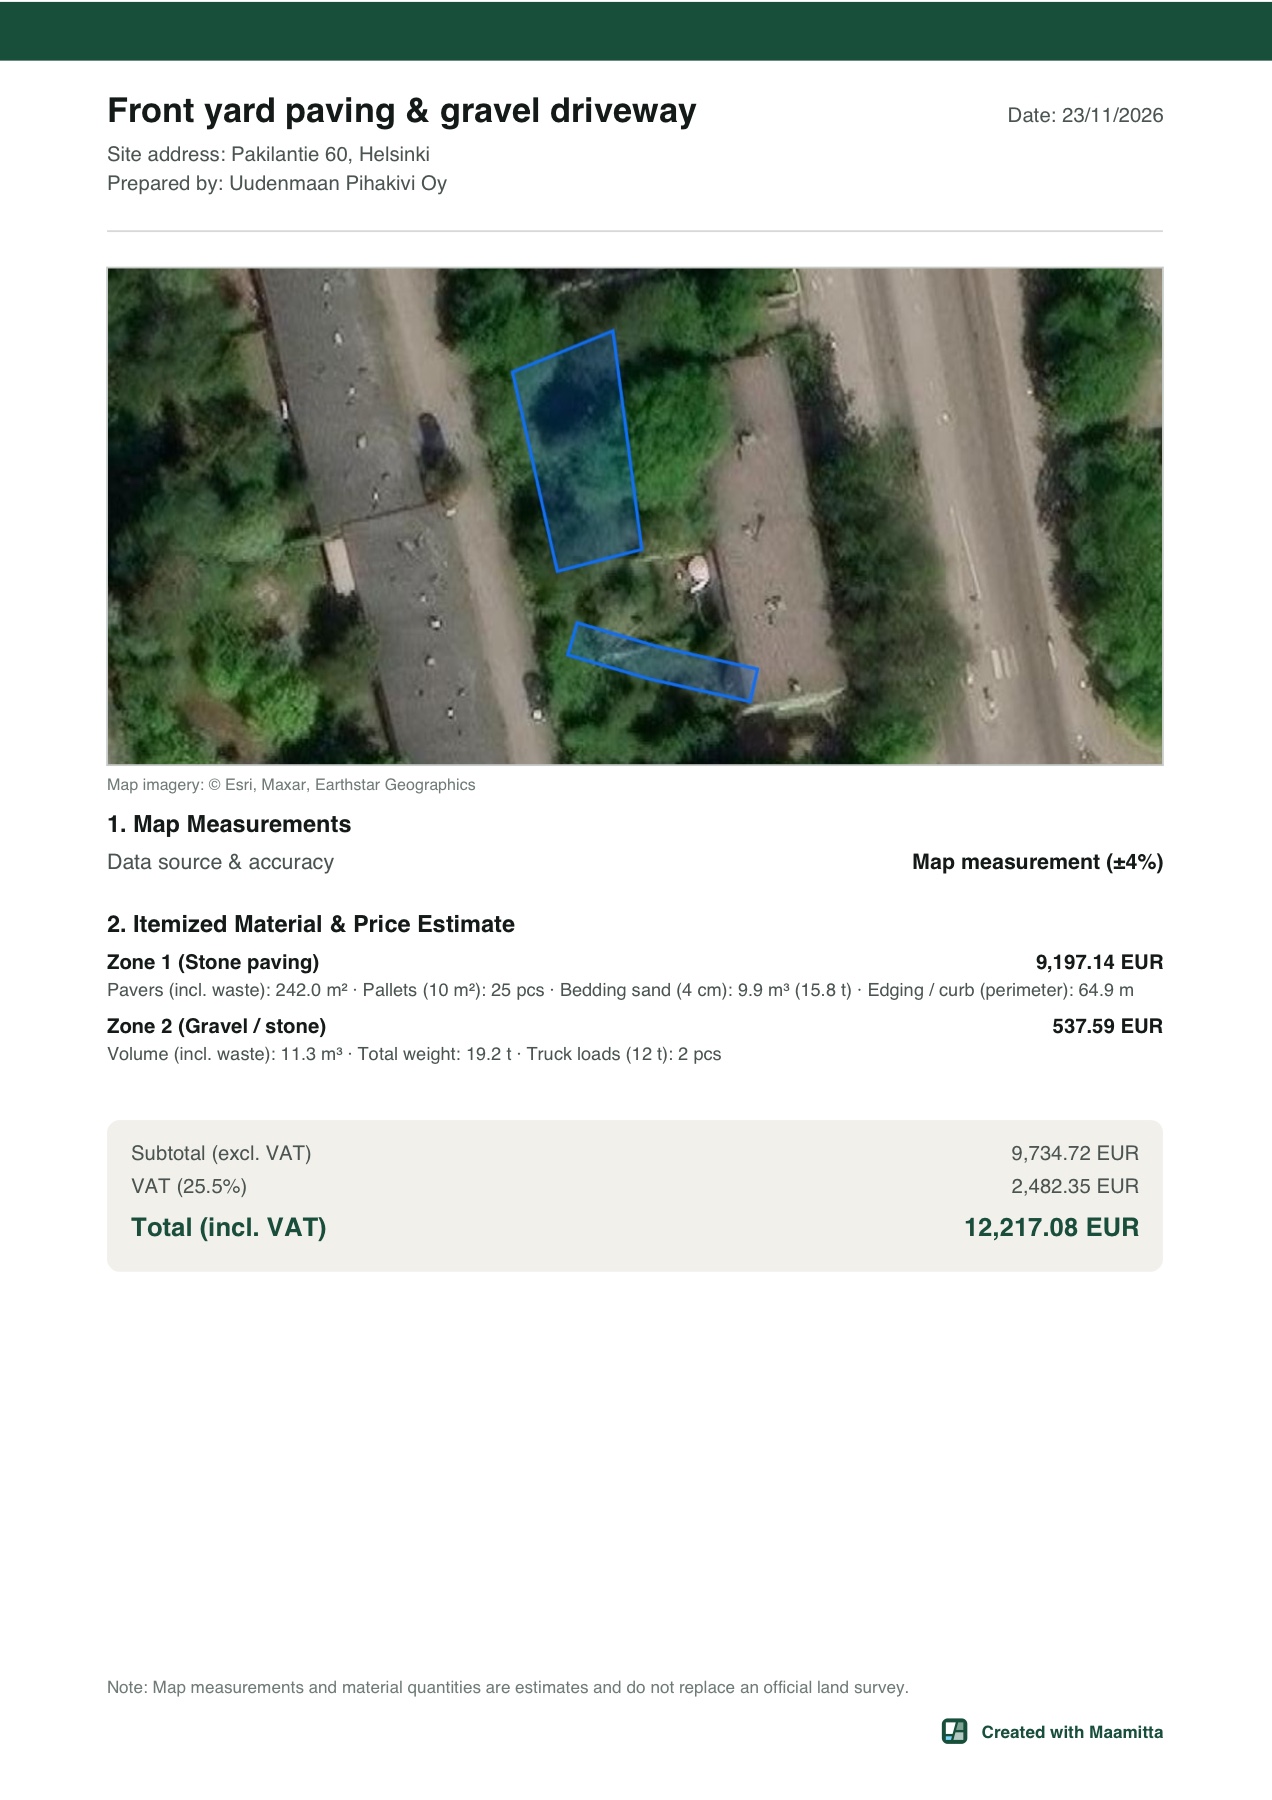 Front yard paving & gravel driveway
Date: 23/11/2026
Site address: Pakilantie 60, Helsinki
Prepared by: Uudenmaan Pihakivi Oy
Map imagery: © Esri, Maxar, Earthstar Geographics
1. Map Measurements
Data source & accuracy Map measurement (±4%)
2. Itemized Material & Price Estimate
Zone 1 (Stone paving) 9,197.14 EUR
Pavers (incl. waste): 242.0 m² · Pallets (10 m²): 25 pcs · Bedding sand (4 cm): 9.9 m³ (15.8 t) · Edging / curb (perimeter): 64.9 m
Zone 2 (Gravel / stone) 537.59 EUR
Volume (incl. waste): 11.3 m³ · Total weight: 19.2 t · Truck loads (12 t): 2 pcs
Subtotal (excl. VAT) 9,734.72 EUR
VAT (25.5%) 2,482.35 EUR
Total (incl. VAT) 12,217.08 EUR
Note: Map measurements and material quantities are estimates and do not replace an official land survey.
Created with Maamitta